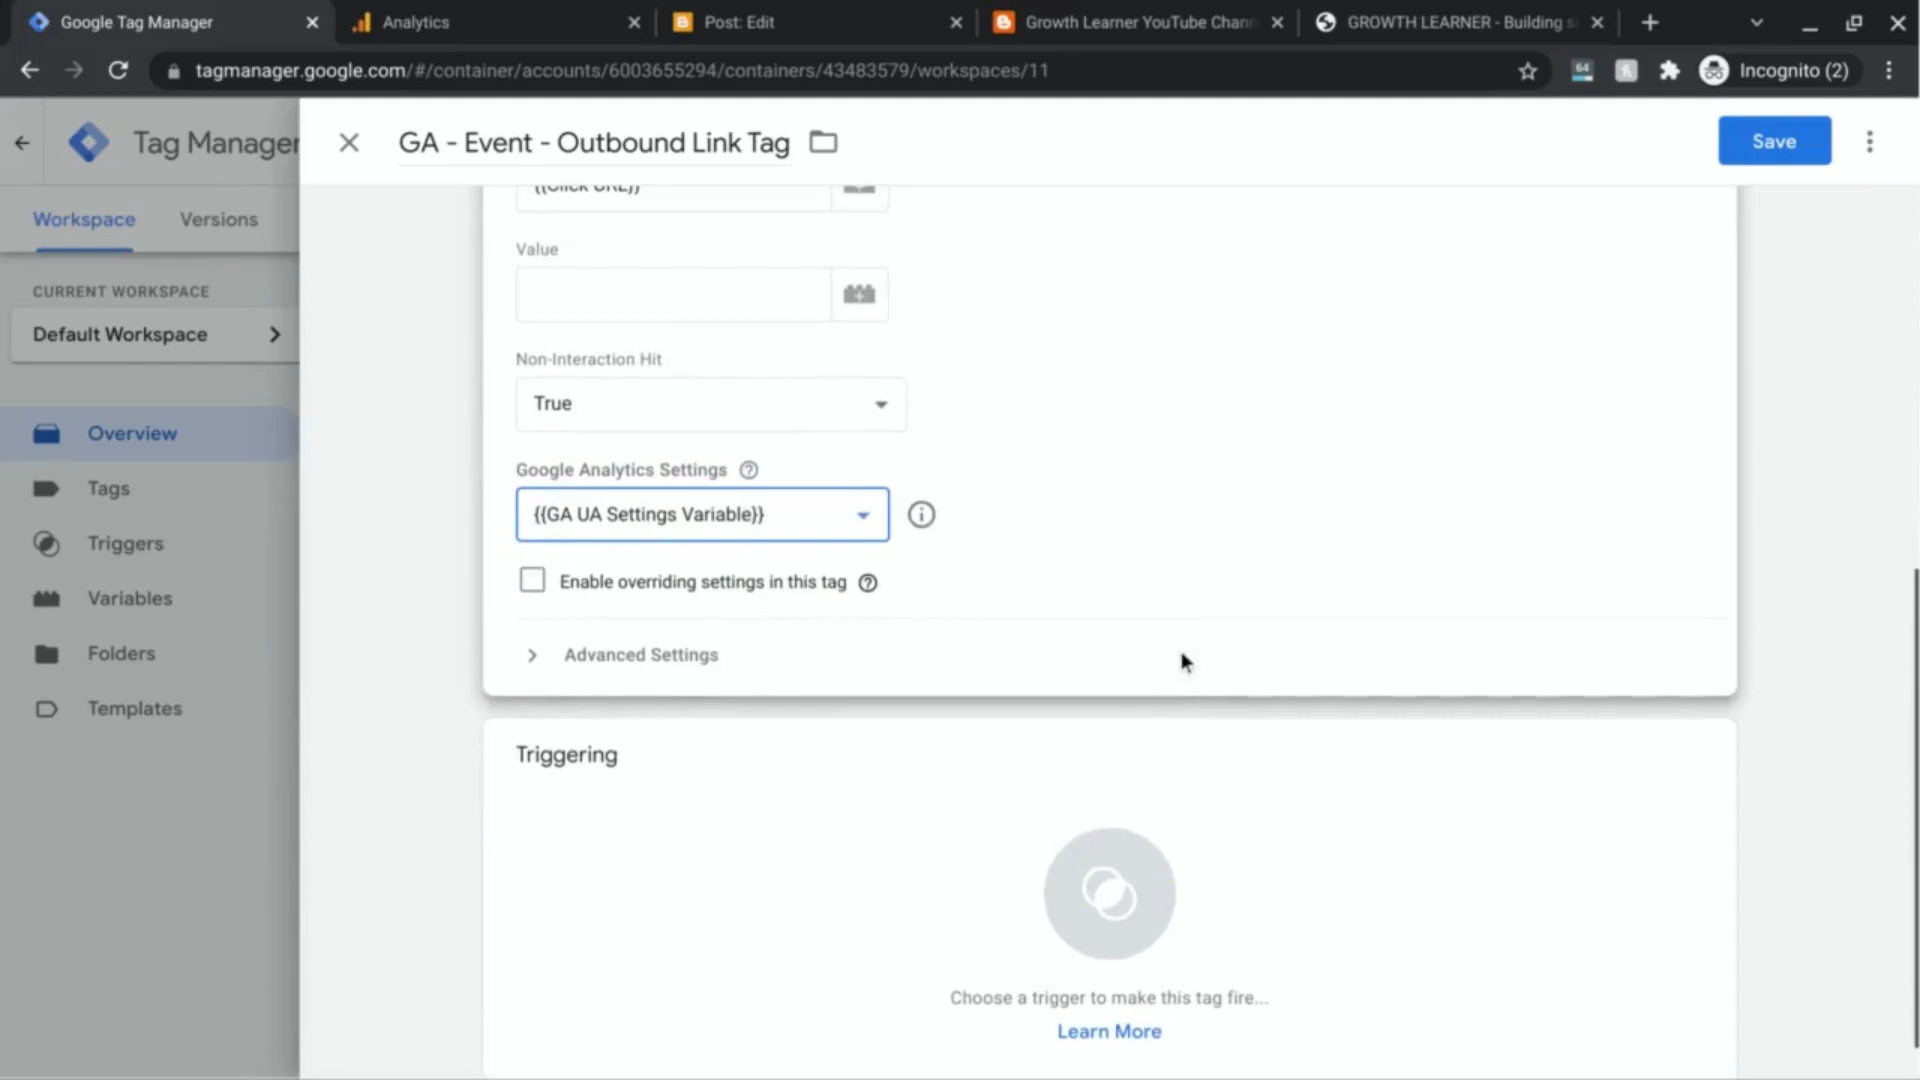 Google Tag Manager
Analytics
Post: Edit
Growth Learner YouTube Chann
GROWTH LEARNER - Building s
tagmanager.google.com/#/container/accounts/6003655294/containers/43483579/workspaces/11
64
Incognito (2)
Tag Manager
GA - Event - Outbound Link Tag
Save
Workspace
Versions
{{Click URL}}
Value
CURRENT WORKSPACE
Default Workspace
Non-Interaction Hit
True
Overview
Google Analytics Settings
Tags
{{GA UA Settings Variable}}
Triggers
Enable overriding settings in this tag
Variables
Folders
Advanced Settings
Templates
Triggering
Choose a trigger to make this tag fire...
Learn More